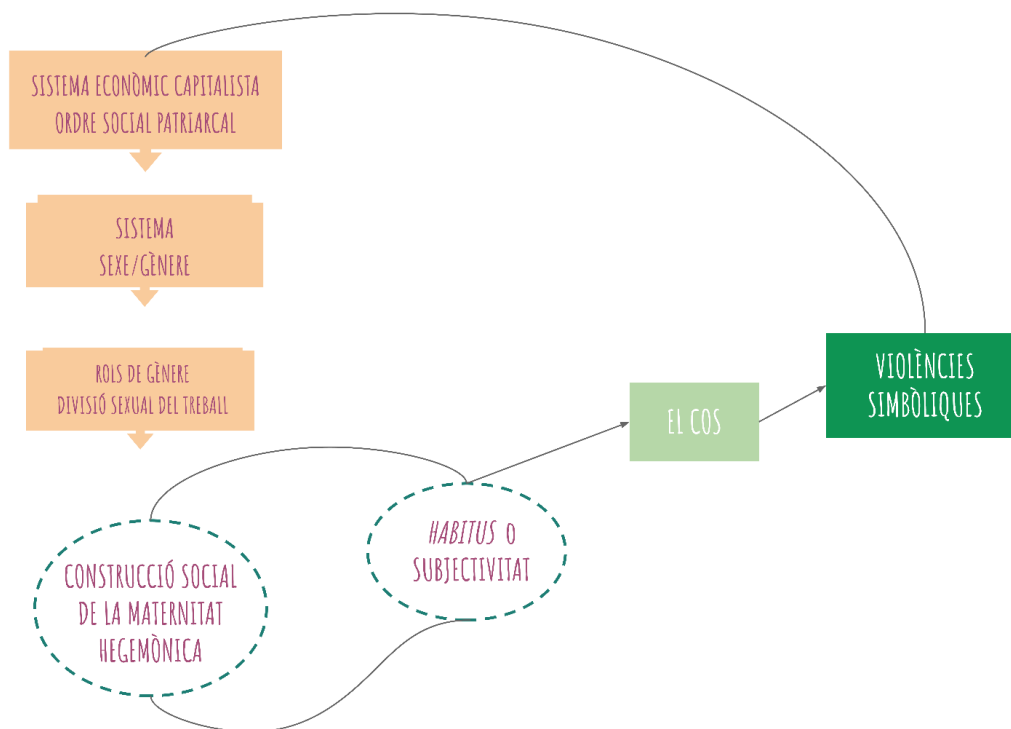 SISTEMA ECONÒMIC CAPITALISTA
ORDRE SOCIAL PATRIARCAL
SISTEMA
SEXE/GÈNERE
ROLS DE GÈNERE
DIVISIÓ SEXUAL DEL TREBALL
CONSTRUCCIÓ SOCIAL
DE LA MATERNITAT
HEGEMÒNICA
HABITUS O
SUBJECTIVITAT
EL COS
VIOLÈNCIES
SIMBÒLIQUES